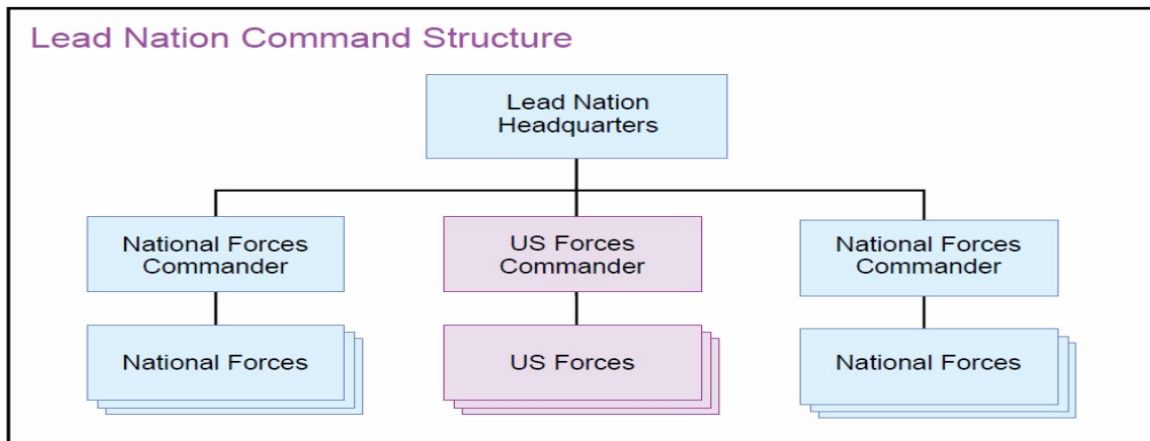 Lead Nation Command Structure
Lead Nation
Headquarters
National Forces
Commander
US Forces
Commander
National Forces
Commander
National Forces
US Forces
National Forces